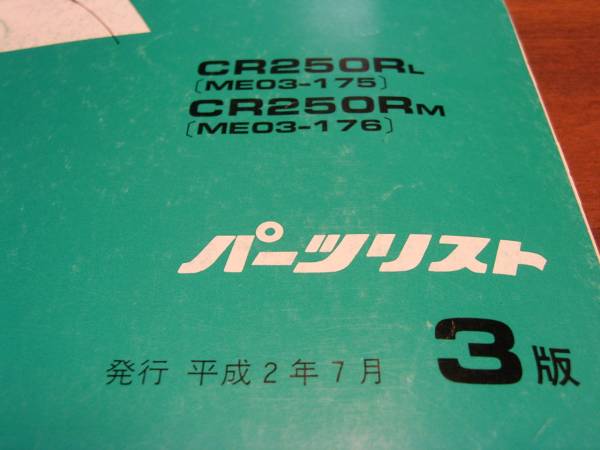 CR250RL
〔ME03-175〕
CR250RM
〔ME03-176〕
パーツリスト
発行 平成2年7月 3版